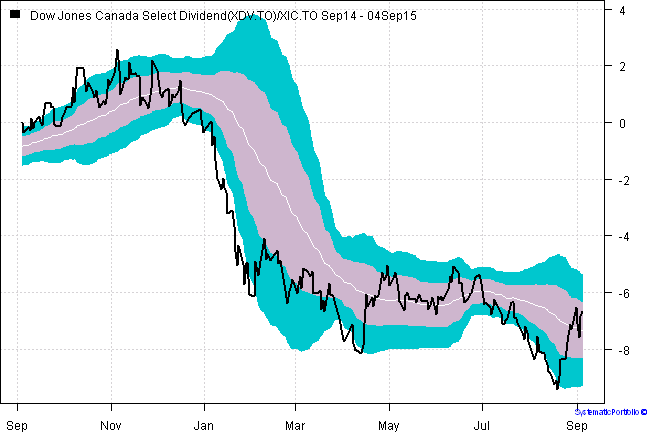 Dow Jones Canada Select Dividend(XDV.TO)/XIC.TO Sep14 - 04Sep15
4
2
0
-2
-4
-6
-8
SystematicPortfolio ©
Sep Nov Jan Mar May Jul Sep